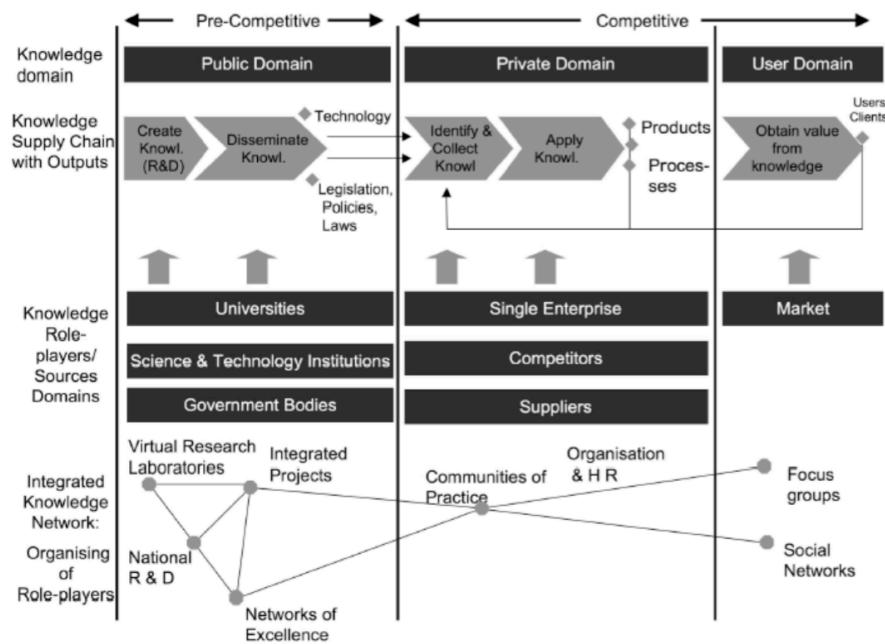 Pre-Competitive
Competitive
Knowledge
domain
Public Domain
Private Domain
User Domain
Knowledge
Supply Chain
with Outputs
Create
Knowl.
(R&D)
Disseminate
Knowl.
Technology
Legislation,
Policies,
Laws
Identify &
Collect
Knowl
Apply
Knowl.
Products
Proces-
ses
Obtain value
from
knowledge
Users
Clients
Knowledge
Role-
players/
Sources
Domains
Universities
Single Enterprise
Market
Science & Technology Institutions
Competitors
Government Bodies
Suppliers
Integrated
Knowledge
Network:
Organising of
Role-players
Virtual Research
Laboratories
Integrated
Projects
National
R & D
Networks of
Excellence
Communities of
Practice
Organisation
& H R
Focus
groups
Social
Networks